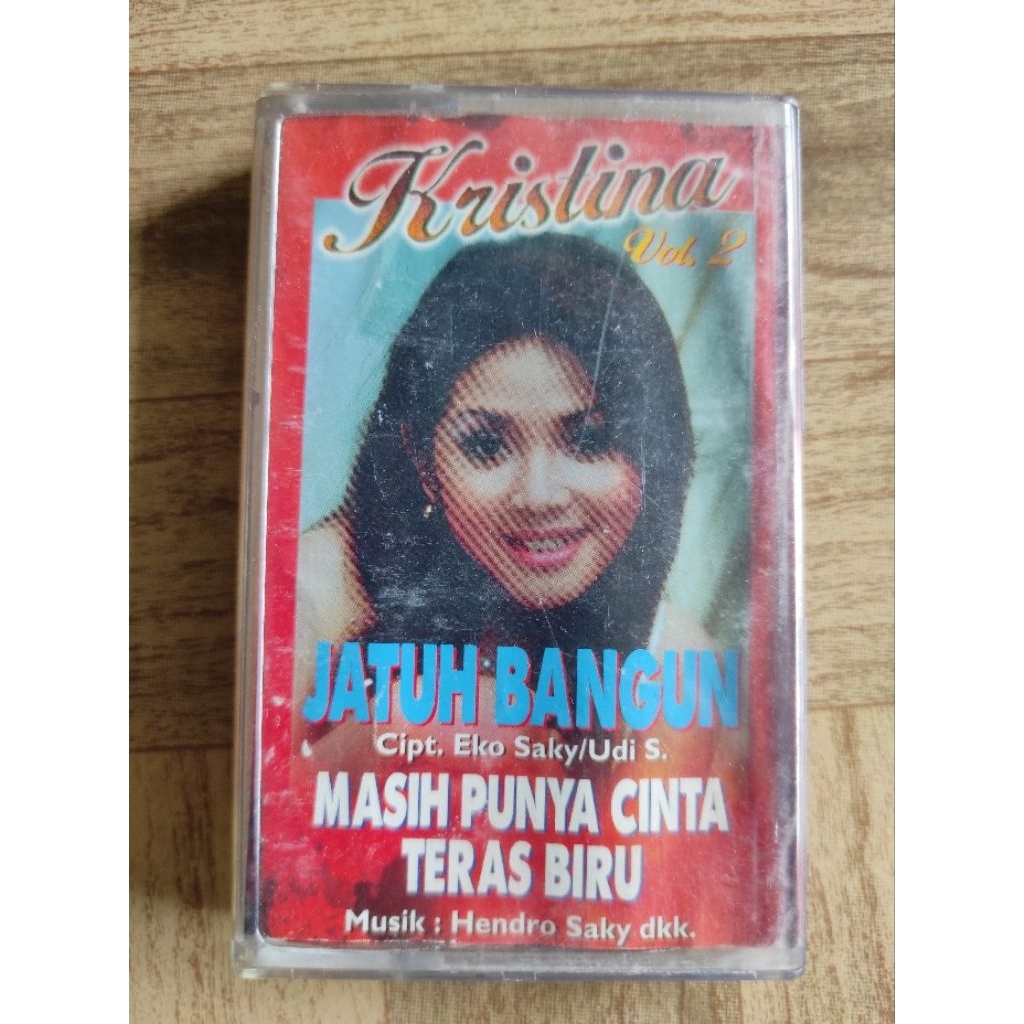 Kristina
Vol. 2
JATUH BANGUN
Cipt. Eko Saky/Udi S.
MASIH PUNYA CINTA
TERAS BIRU
Musik : Hendro Saky dkk.